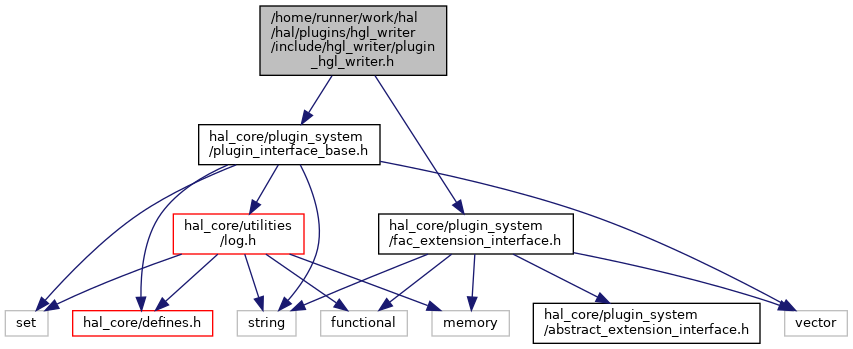 /home/runner/work/hal
/hal/plugins/hgl_writer
/include/hgl_writer/plugin
_hgl_writer.h
hal_core/plugin_system
/plugin_interface_base.h
hal_core/utilities
/log.h
hal_core/plugin_system
/fac_extension_interface.h
set
hal_core/defines.h
string
functional
memory
hal_core/plugin_system
/abstract_extension_interface.h
vector